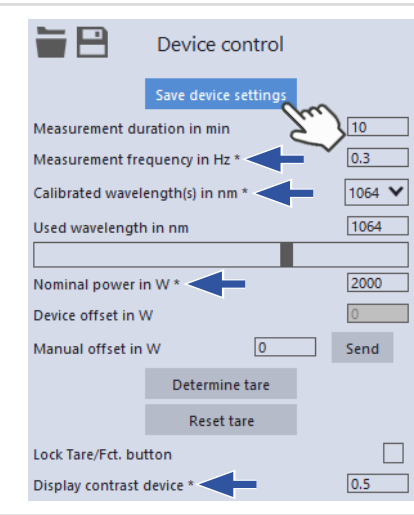 Device control
Save device settings
Measurement duration in min 10
Measurement frequency in Hz * 0.3
Calibrated wavelength(s) in nm * 1064
Used wavelength in nm 1064
Nominal power in W * 2000
Device offset in W 0
Manual offset in W 0 Send
Determine tare
Reset tare
Lock Tare/Fct. button
Display contrast device * 0.5